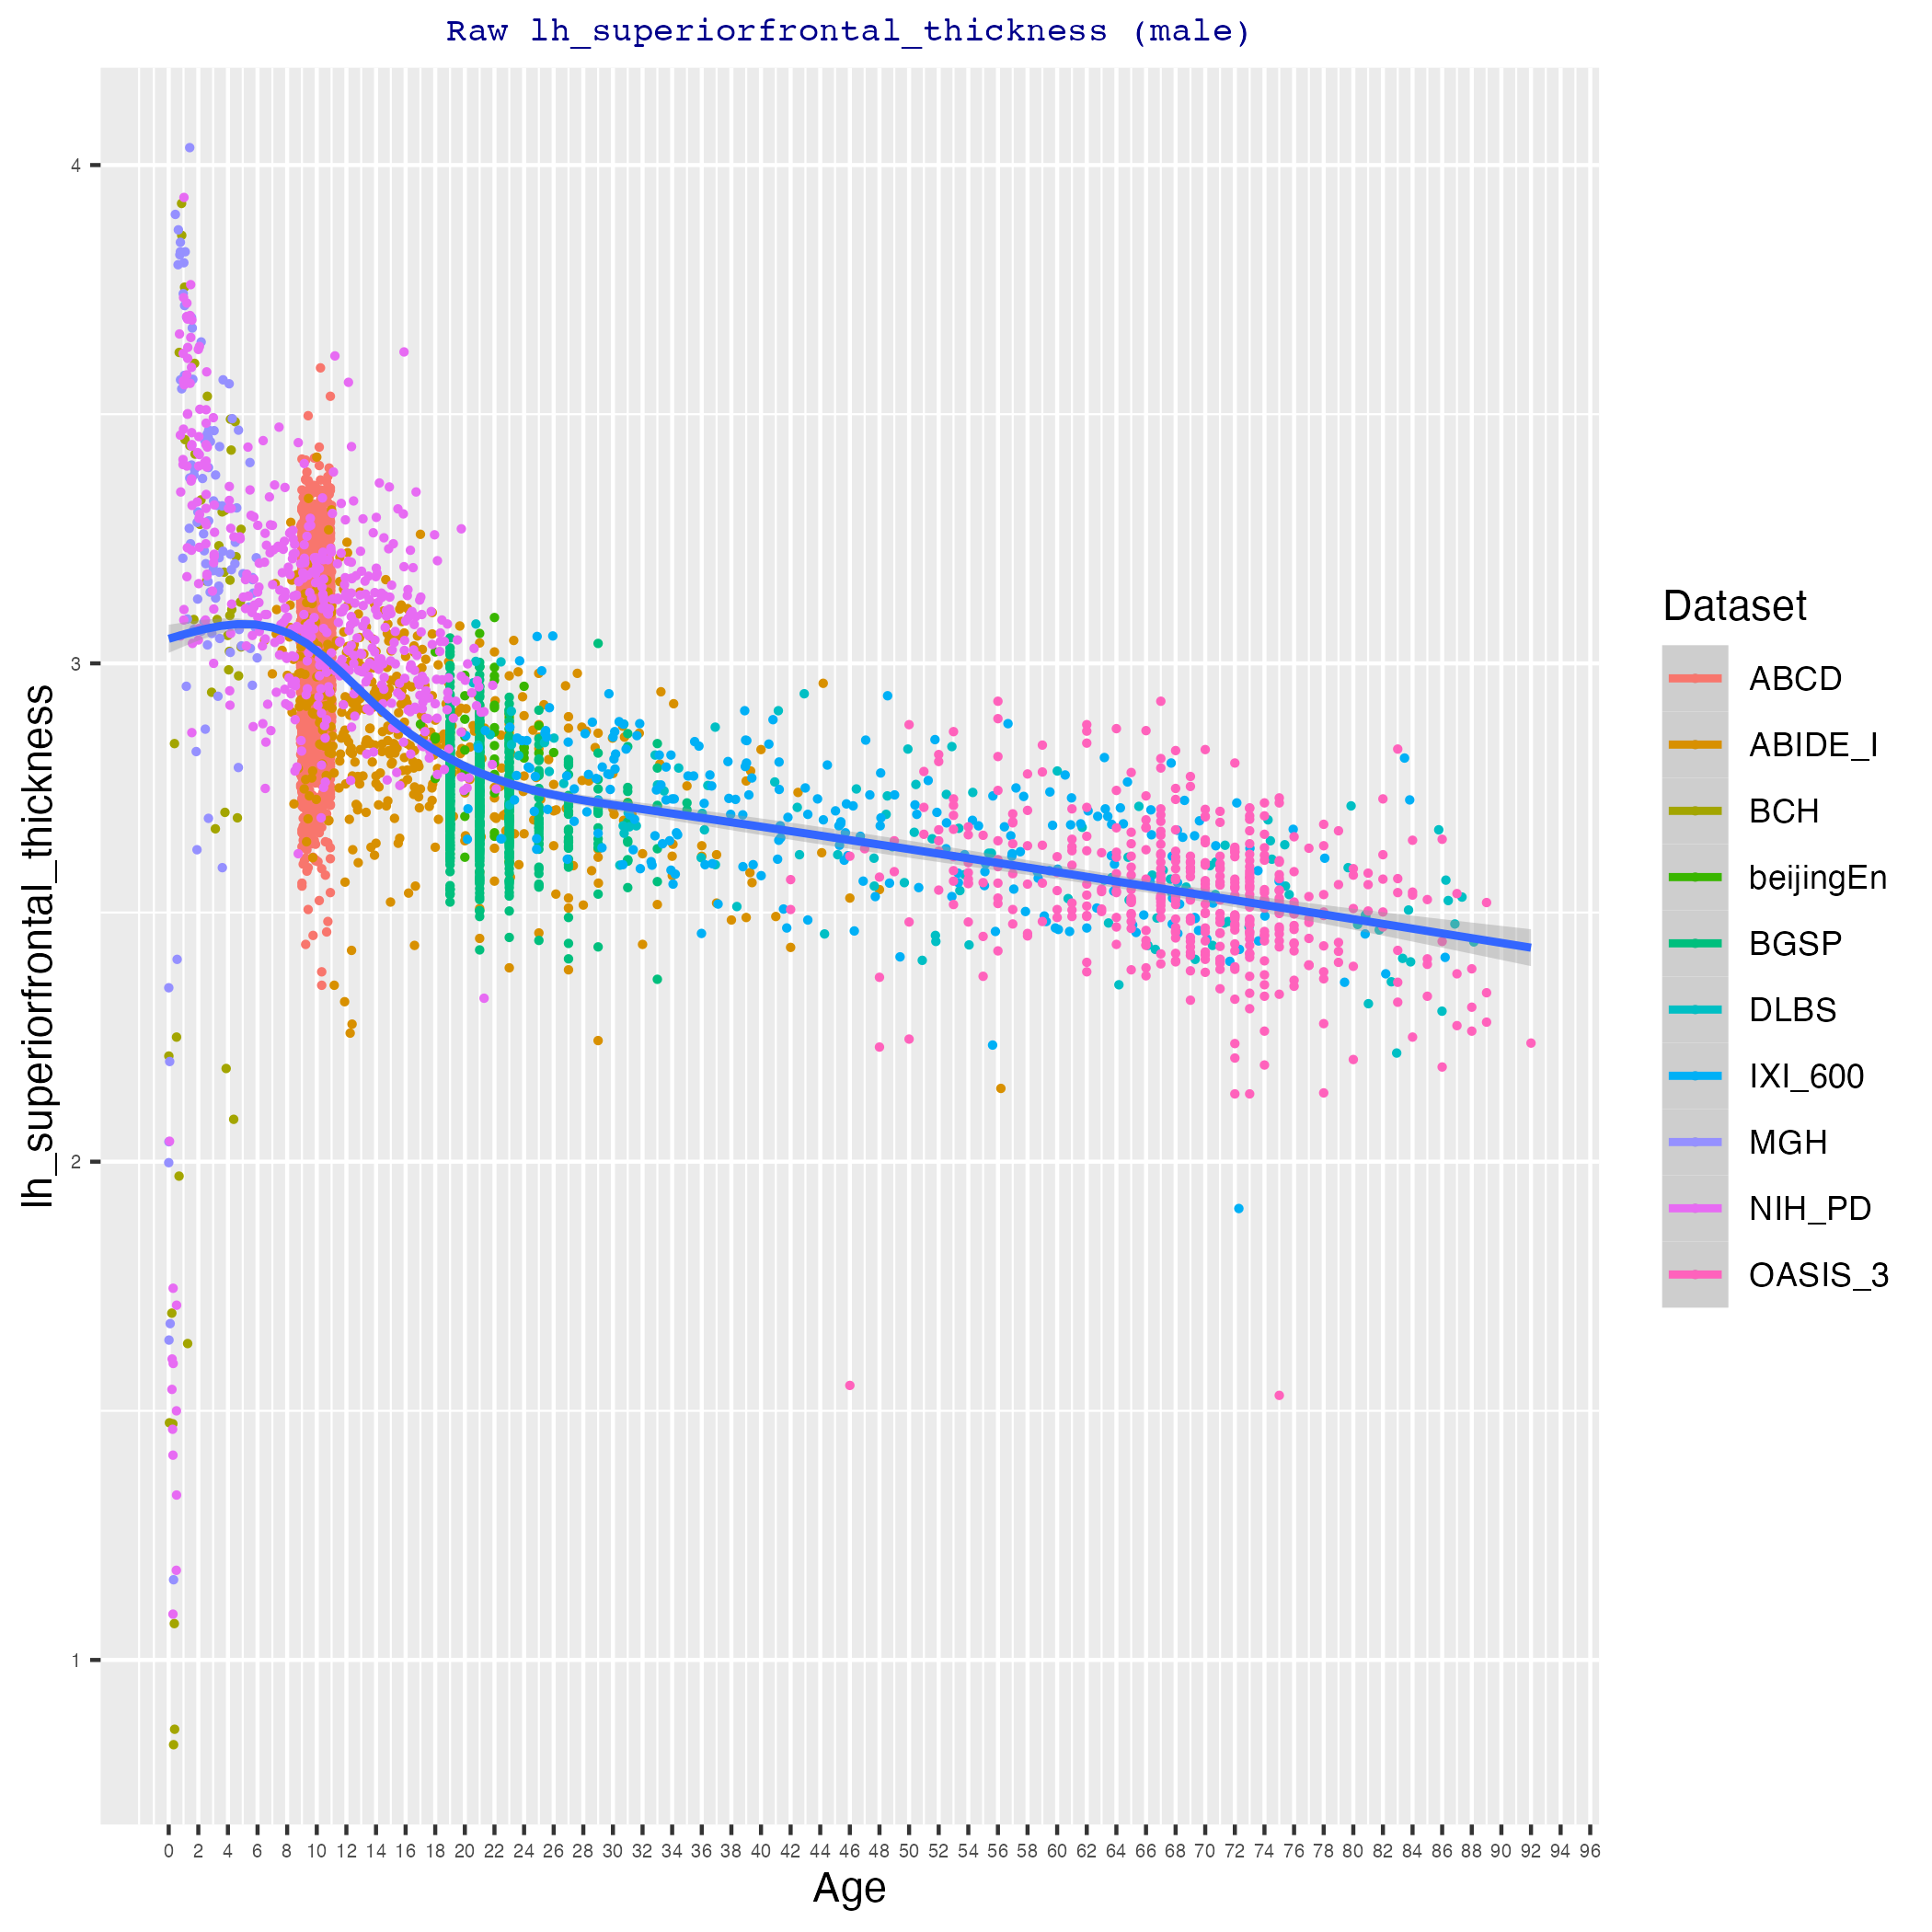 Raw lh_superiorfrontal_thickness (male)
lh_superiorfrontal_thickness
4
3
2
1
0 2 4 6 8 10 12 14 16 18 20 22 24 26 28 30 32 34 36 38 40 42 44 46 48 50 52 54 56 58 60 62 64 66 68 70 72 74 76 78 80 82 84 86 88 90 92 94 96
Age
Dataset
ABCD
ABIDE_I
BCH
beijingEn
BGSP
DLBS
IXI_600
MGH
NIH_PD
OASIS_3